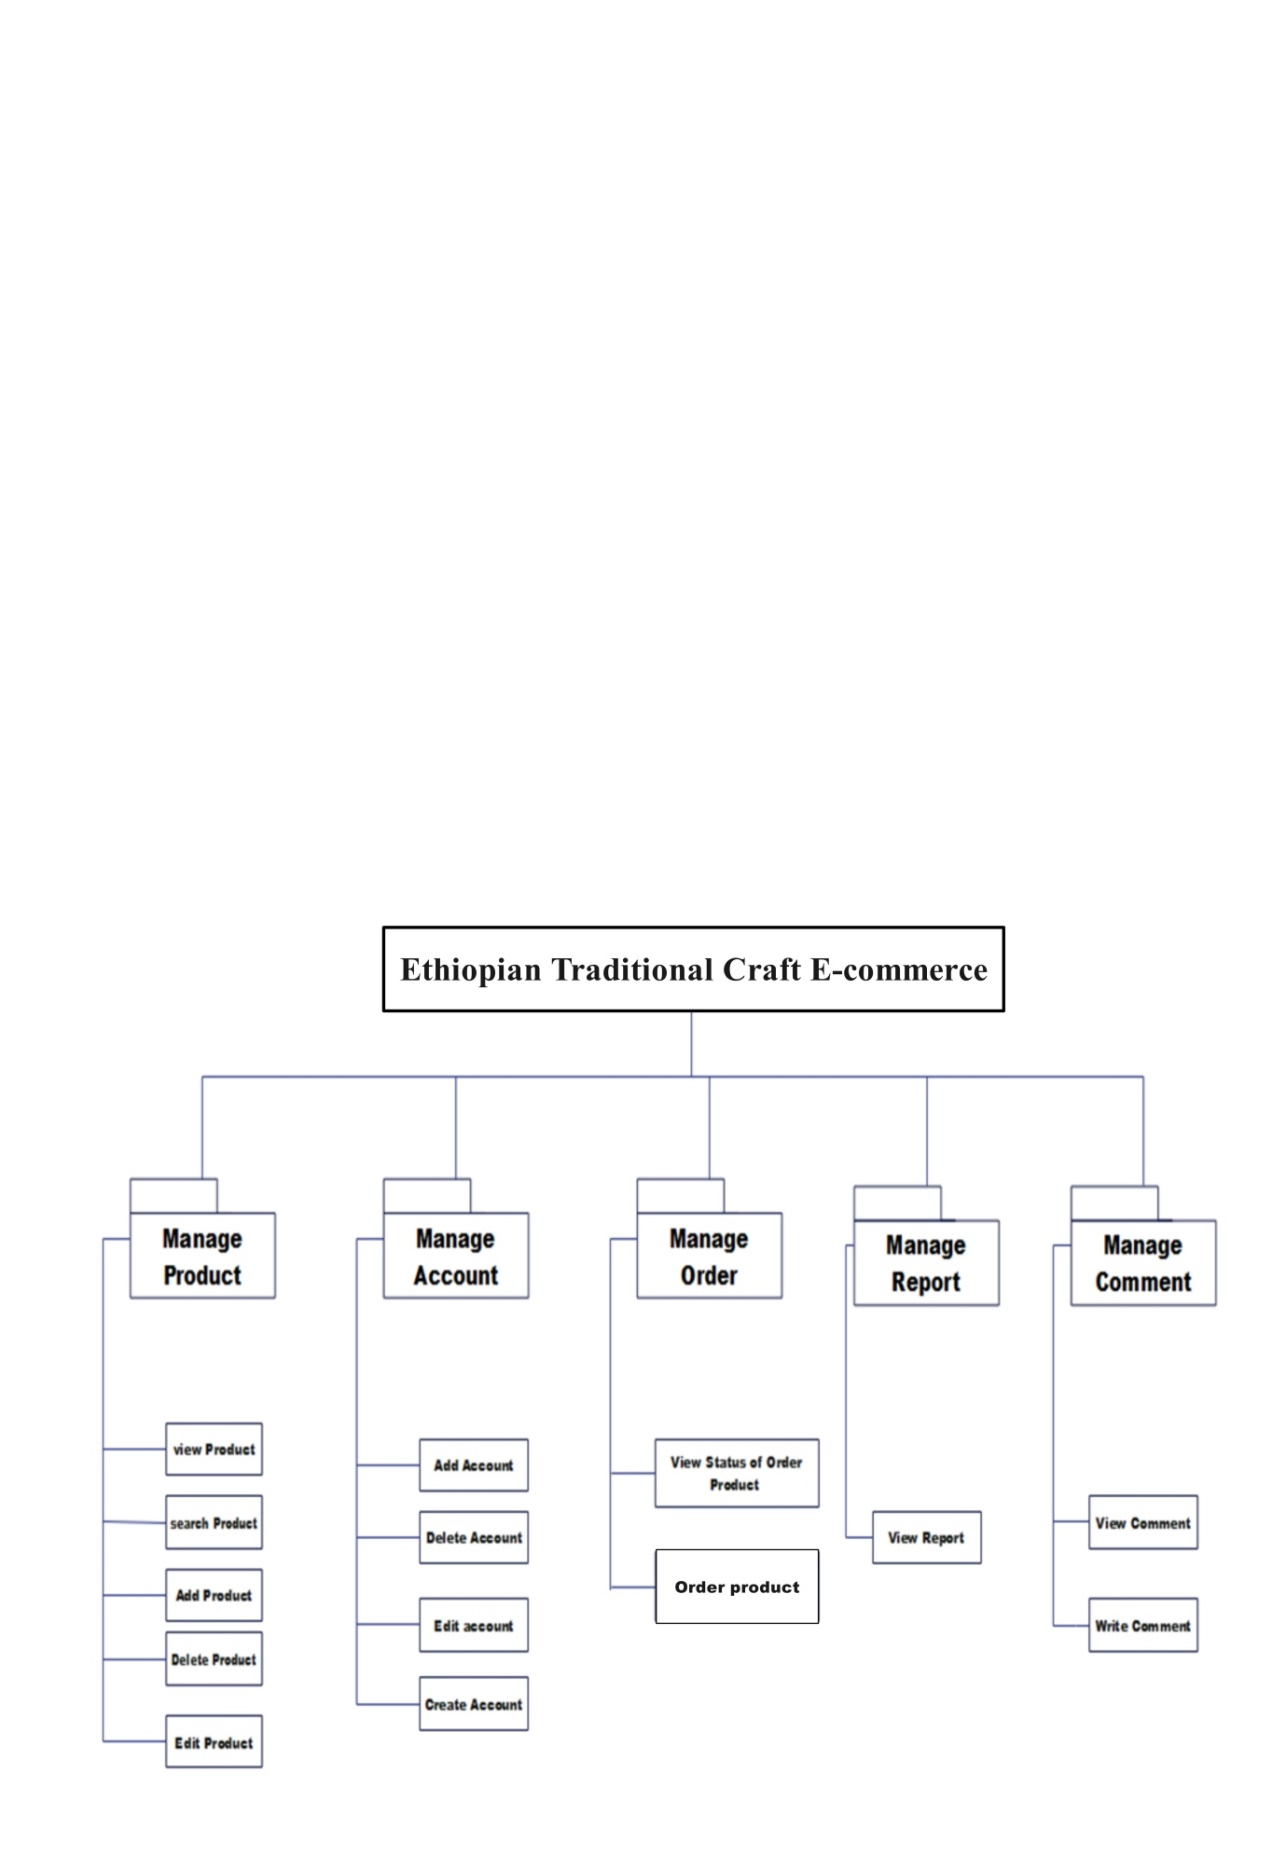 Ethiopian Traditional Craft E-commerce
Manage
Product
view Product
search Product
Add Product
Delete Product
Edit Product
Manage
Account
Add Account
Delete Account
Edit account
Create Account
Manage
Order
View Status of Order
Product
Order product
Manage
Report
View Report
Manage
Comment
View Comment
Write Comment